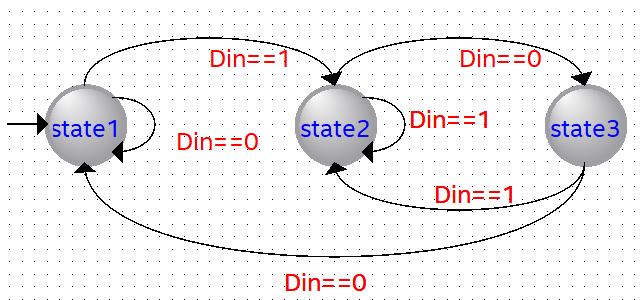 Din==1
Din==0
state1
state2
state3
Din==1
Din==0
Din==1
Din==0